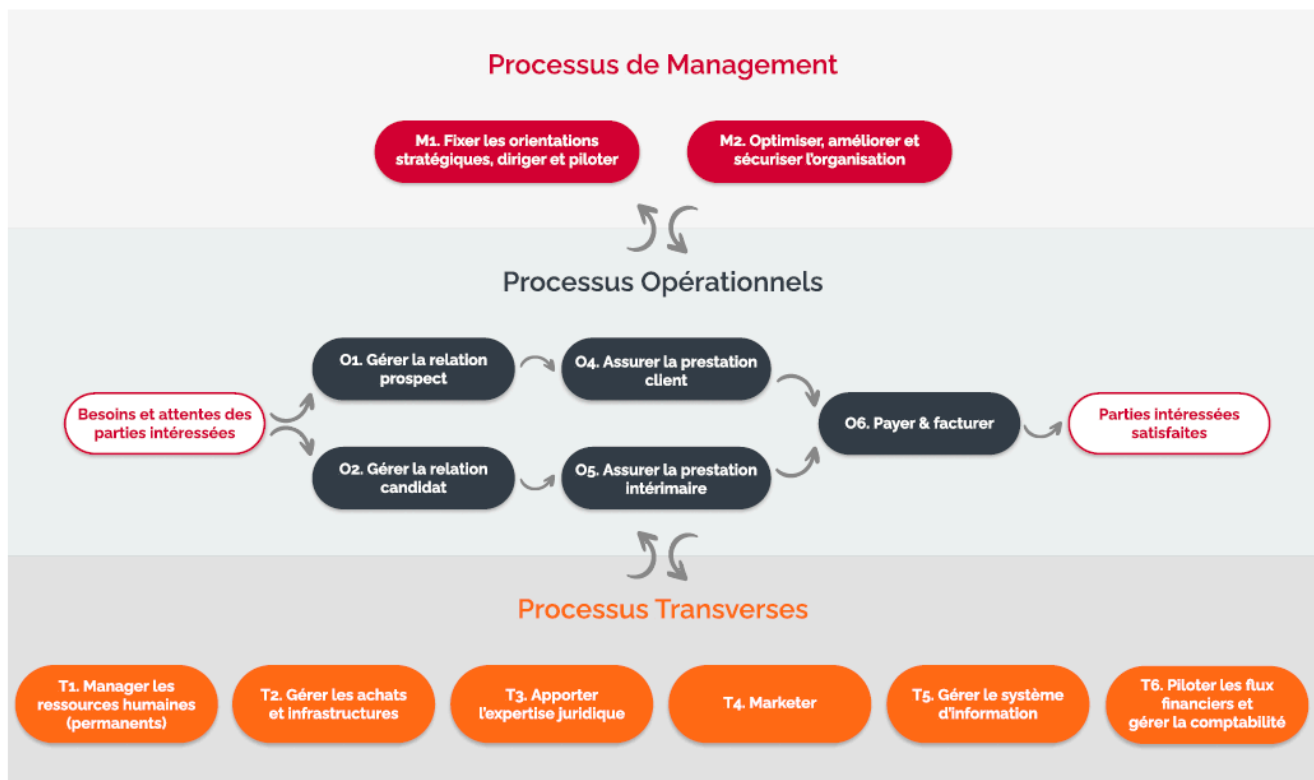 Processus de Management
M1. Fixer les orientations
stratégiques, diriger et piloter
M2. Optimiser, améliorer et
sécuriser l'organisation
Processus Opérationnels
Besoins et attentes des
parties intéressées
O1. Gérer la relation
prospect
O2. Gérer la relation
candidat
O4. Assurer la prestation
client
O5. Assurer la prestation
intérimaire
O6. Payer & facturer
Parties intéressées
satisfaites
Processus Transverses
T1. Manager les
ressources humaines
(permanents)
T2. Gérer les achats
et infrastructures
T3. Apporter
l'expertise juridique
T4. Marketer
T5. Gérer le système
d'information
T6. Piloter les flux
financiers et
gérer la comptabilité